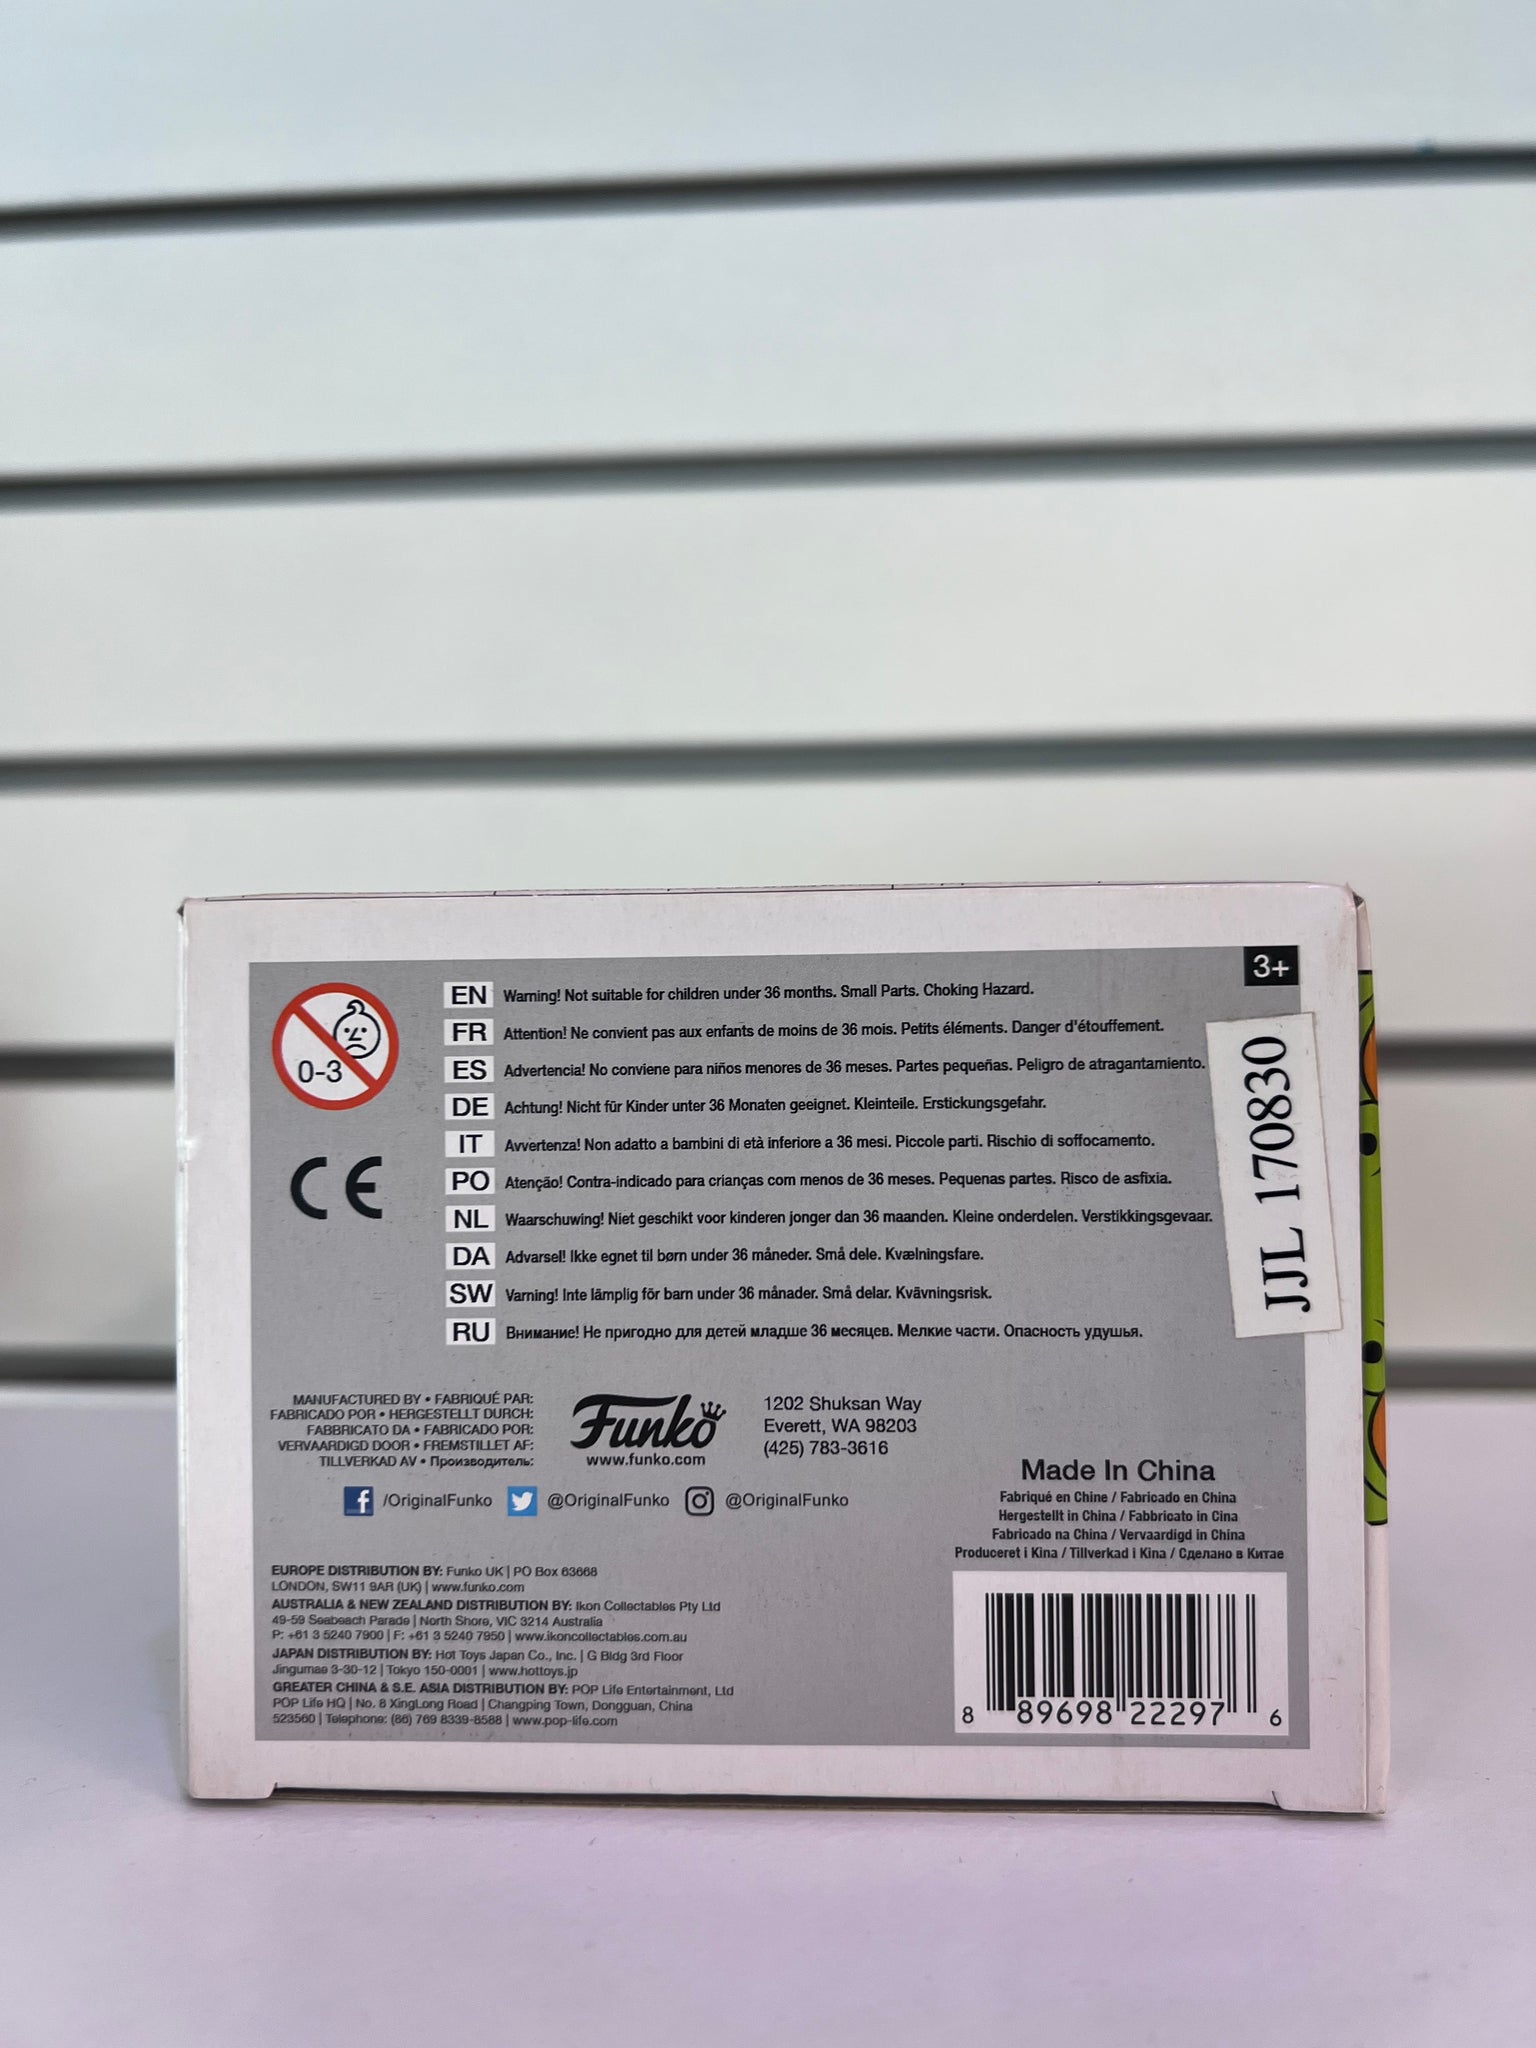 3+
0-3
CE
EN Warning! Not suitable for children under 36 months. Small Parts. Choking Hazard.
FR Attention! Ne convient pas aux enfants de moins de 36 mois. Petits éléments. Danger d'étouffement.
ES Advertencia! No conviene para niños menores de 36 meses. Partes pequeñas. Peligro de atragantamiento.
DE Achtung! Nicht für Kinder unter 36 Monaten geeignet. Kleinteile. Erstickungsgefahr.
IT Avvertenza! Non adatto a bambini di età inferiore a 36 mesi. Piccole parti. Rischio di soffocamento.
PO Atenção! Contra-indicado para crianças com menos de 36 meses. Pequenas partes. Risco de asfixia.
NL Waarschuwing! Niet geschikt voor kinderen jonger dan 36 maanden. Kleine onderdelen. Verstikkingsgevaar.
DA Advarsel! Ikke egnet til børn under 36 måneder. Små dele. Kvælningsfare.
SW Varning! Inte lämplig för barn under 36 månader. Små delar. Kvävningsrisk.
RU Внимание! Не пригодно для детей младше 36 месяцев. Мелкие части. Опасность удушья.
JJL 170830
MANUFACTURED BY • FABRIQUÉ PAR:
FABRICADO POR • HERGESTELLT DURCH:
FABBRICATO DA • FABRICADO POR:
VERVAARDIGD DOOR • FREMSTILLET AF:
TILLVERKAD AV • Производитель:
Funko
www.funko.com
1202 Shuksan Way
Everett, WA 98203
(425) 783-3616
/OriginalFunko @OriginalFunko @OriginalFunko
Made In China
Fabriqué en Chine / Fabricado en China
Hergestellt in China / Fabbricato in Cina
Fabricado na China / Vervaardigd in China
Produceret i Kina / Tillverkad i Kina / Сделано в Китае
EUROPE DISTRIBUTION BY: Funko UK | PO Box 63668
LONDON, SW11 9AR (UK) | www.funko.com
AUSTRALIA & NEW ZEALAND DISTRIBUTION BY: Ikon Collectables Pty Ltd
49-59 Seabeach Parade | North Shore, VIC 3214 Australia
P: +61 3 5240 7900 | F: +61 3 5240 7950 | www.ikoncollectables.com.au
JAPAN DISTRIBUTION BY: Hot Toys Japan Co., Inc. | G Bldg 3rd Floor
Jingumae 3-30-12 | Tokyo 150-0001 | www.hottoys.jp
GREATER CHINA & S.E. ASIA DISTRIBUTION BY: POP Life Entertainment, Ltd
POP Life HQ | No. 8 XingLong Road | Changping Town, Dongguan, China
523560 | Telephone: (86) 769 8339-8588 | www.pop-life.com
8 89698 22297 6